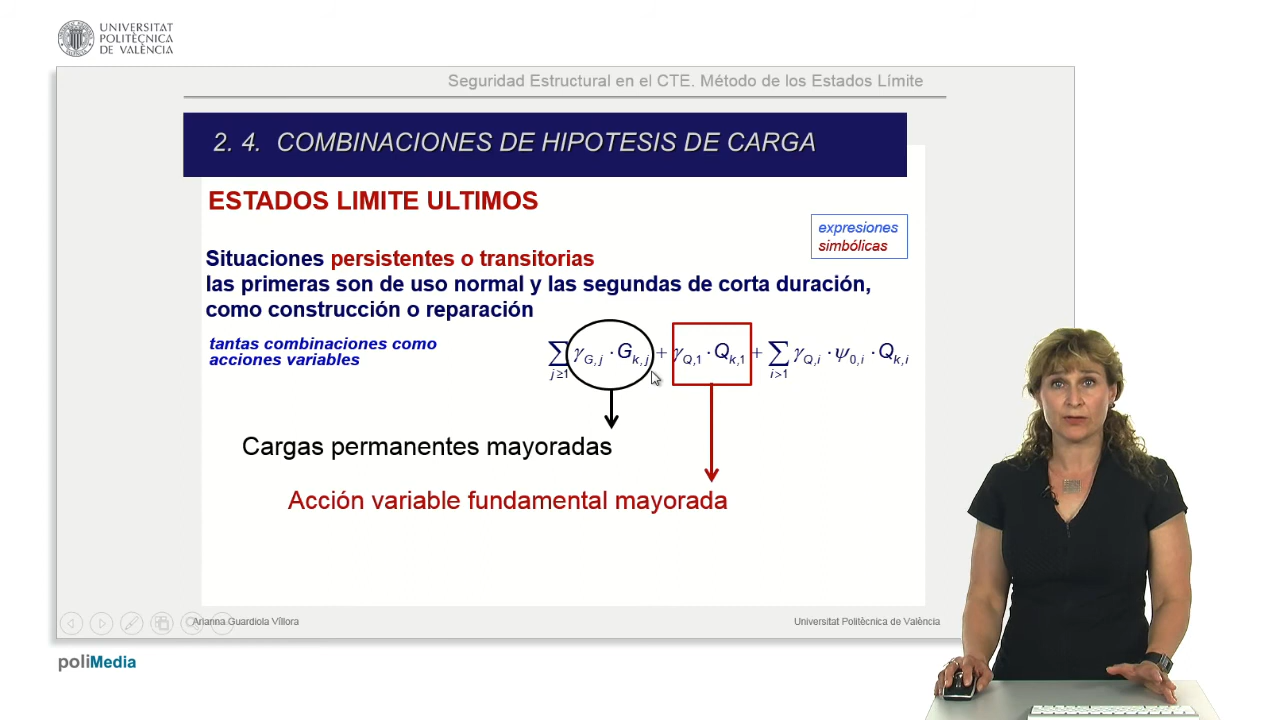 UNIVERSITAT
POLITÈCNICA
DE VALÈNCIA
Seguridad Estructural en el CTE. Método de los Estados Límite
2. 4. COMBINACIONES DE HIPOTESIS DE CARGA
ESTADOS LIMITE ULTIMOS
expresiones
simbólicas
Situaciones persistentes o transitorias
las primeras son de uso normal y las segundas de corta duración,
como construcción o reparación
tantas combinaciones como
acciones variables
∑ j≥1 γG,j · Gk,j + γQ,1 · Qk,1 + ∑ i>1 γQ,i · ψ0,i · Qk,i
Cargas permanentes mayoradas
Acción variable fundamental mayorada
Arianna Guardiola Víllora
Universitat Politècnica de València
poliMedia